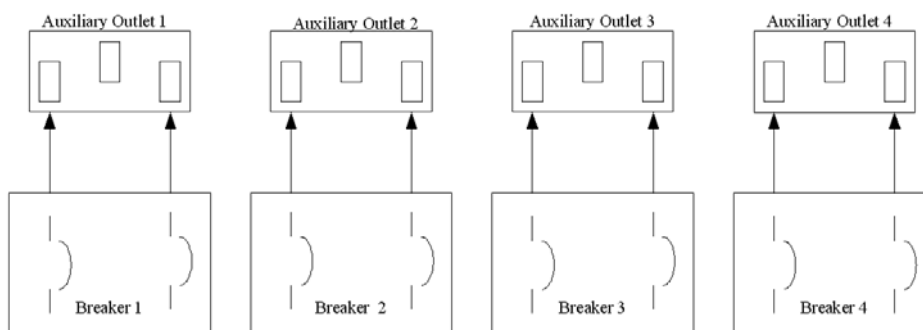 Auxiliary Outlet 1
Auxiliary Outlet 2
Auxiliary Outlet 3
Auxiliary Outlet 4
Breaker 1
Breaker 2
Breaker 3
Breaker 4